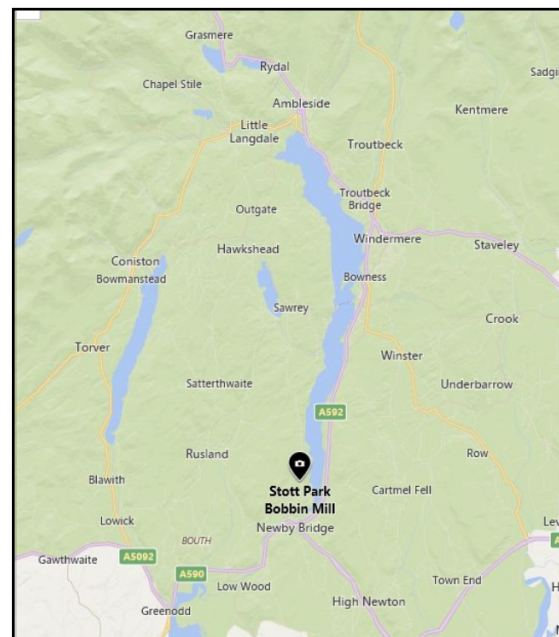 Grasmere
Rydal
Sadg
Chapel Stile
Ambleside
Kentmere
Little
Langdale
Troutbeck
Troutbeck
Bridge
Outgate
Windermere
Hawkshead
Staveley
Coniston
Bowmanstead
Bowness
Sawrey
Crook
Torver
Winster
Satterthwaite
Underbarrow
A592
Rusland
Row
Blawith
Stott Park
Bobbin Mill
Cartmel Fell
Lowick
Newby Bridge
Lev
BOUTH
A
Gawthwaite
A5092
A590
Low Wood
Town End
H
High Newton
Greenodd